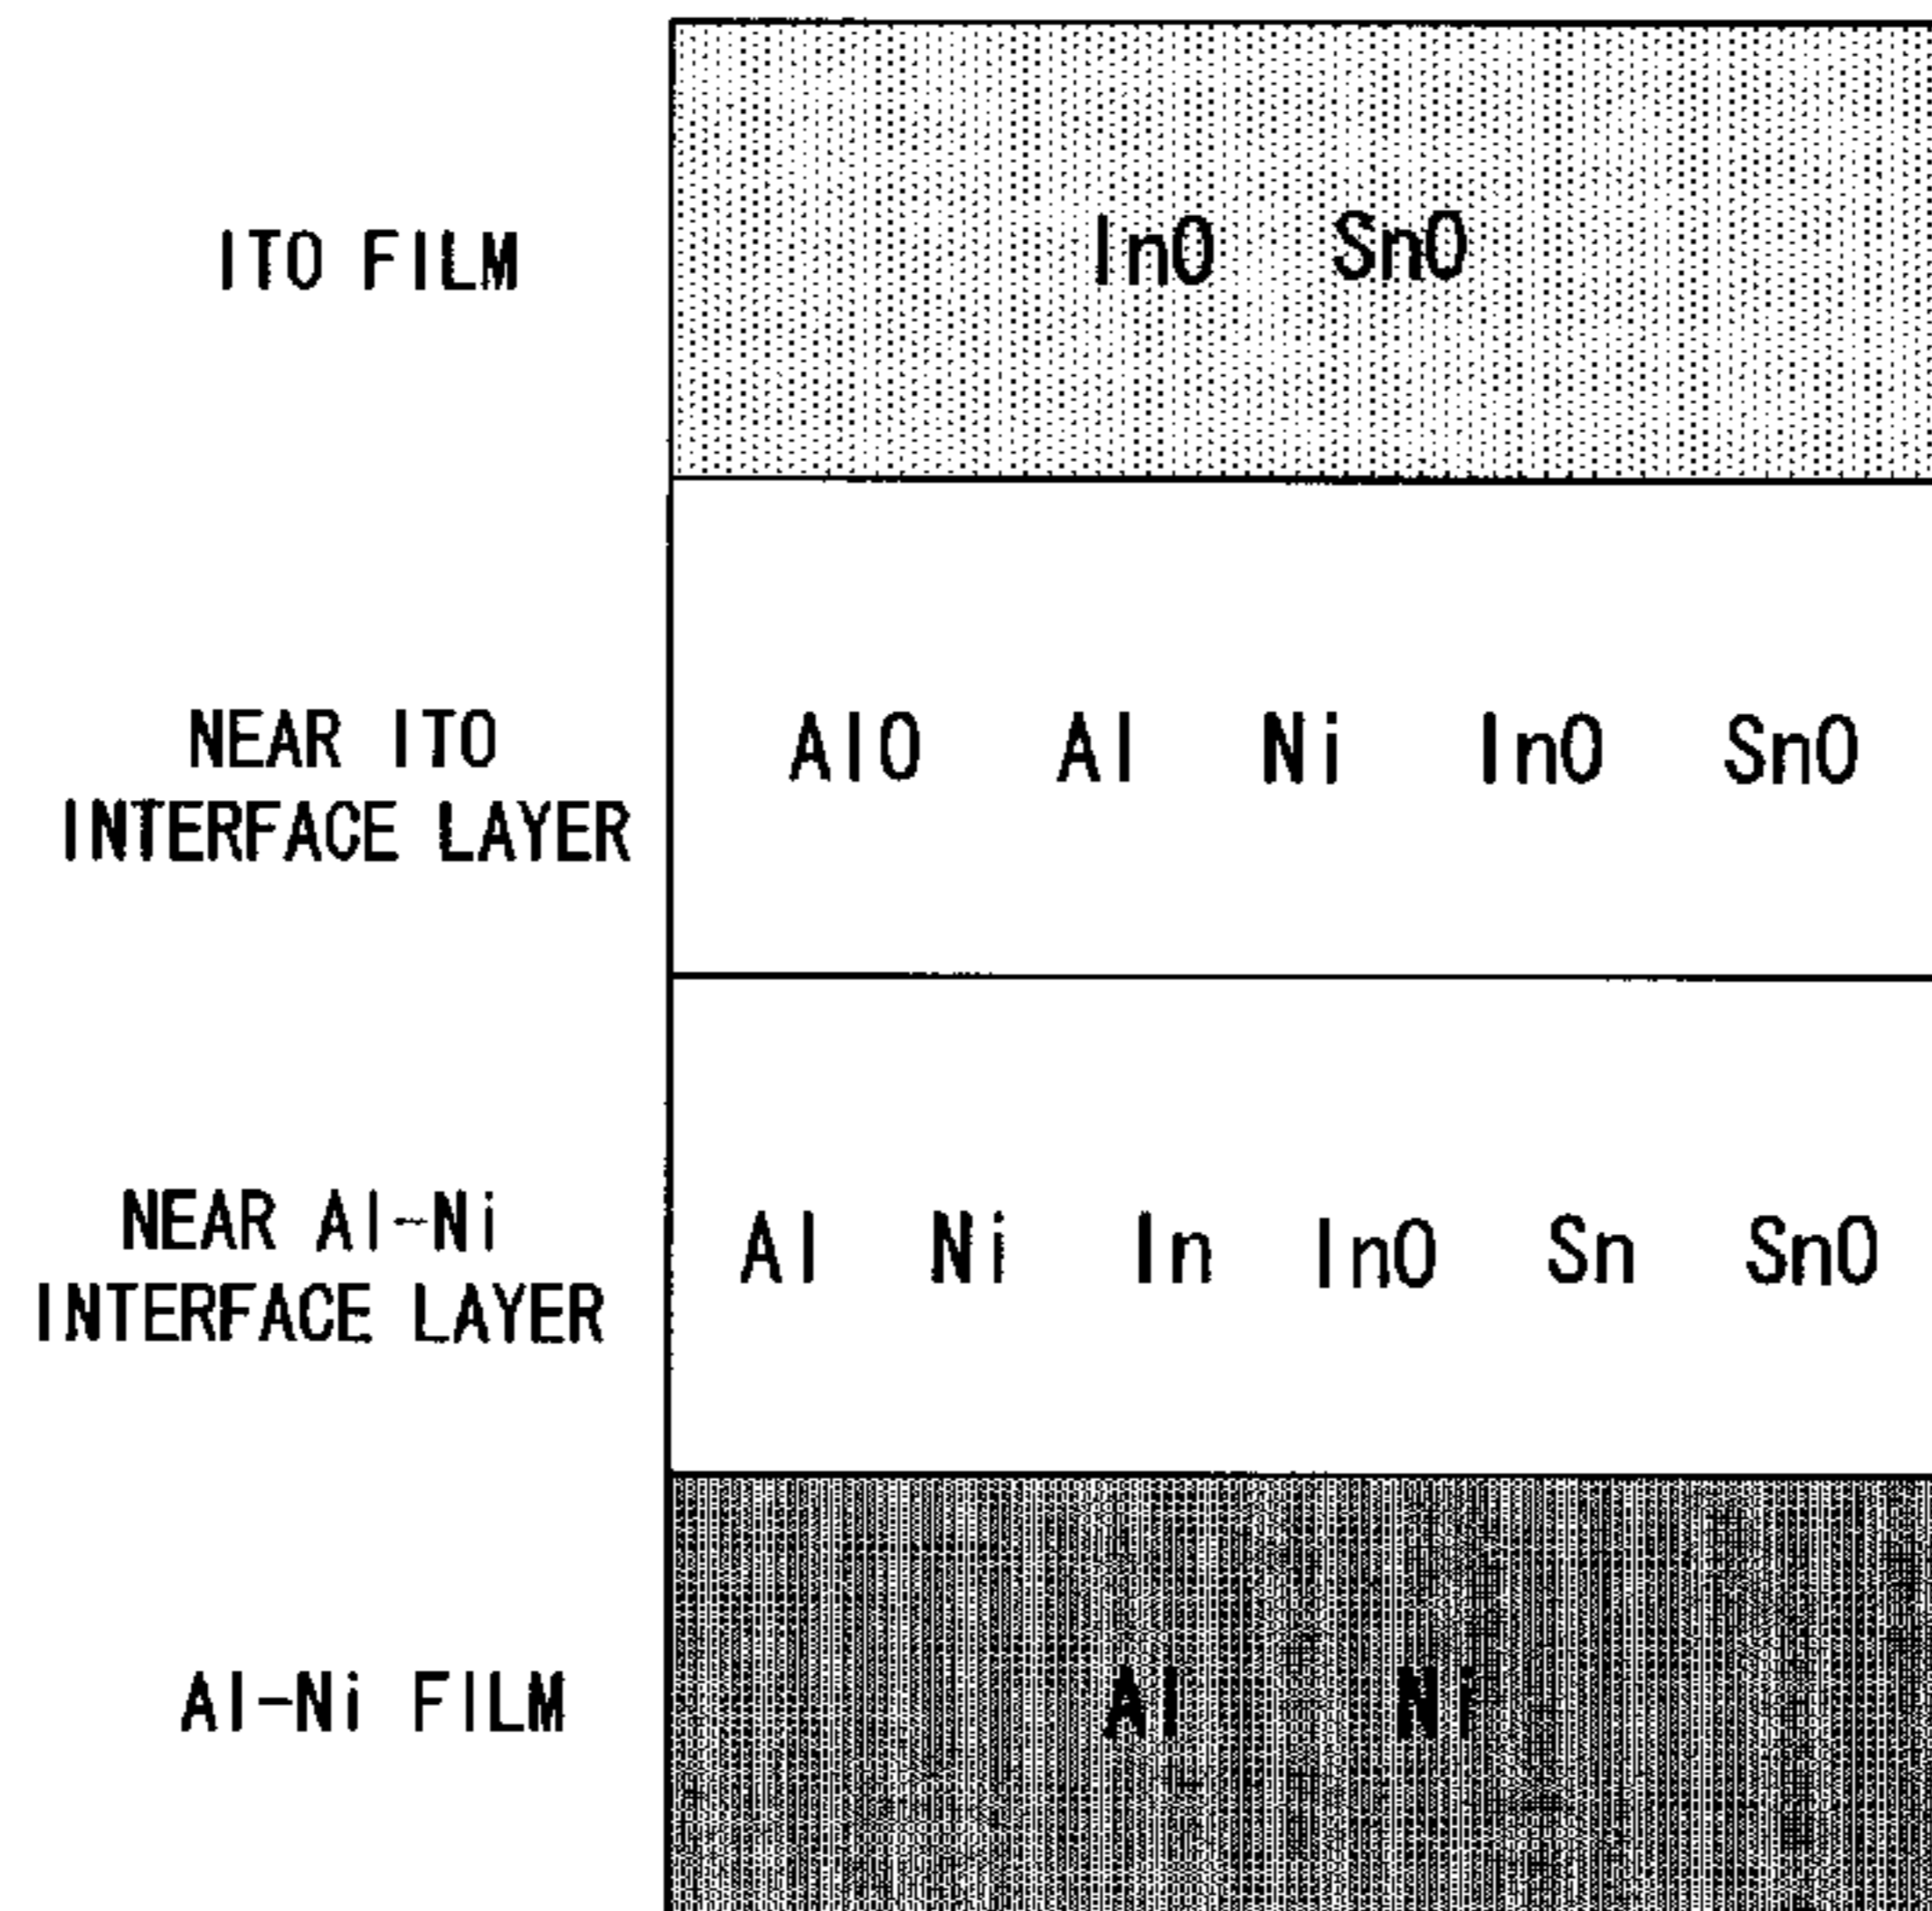 ITO FILM
InO SnO
NEAR ITO
INTERFACE LAYER
AlO Al Ni InO SnO
NEAR Al-Ni
INTERFACE LAYER
Al Ni In InO Sn SnO
Al-Ni FILM
Al Ni